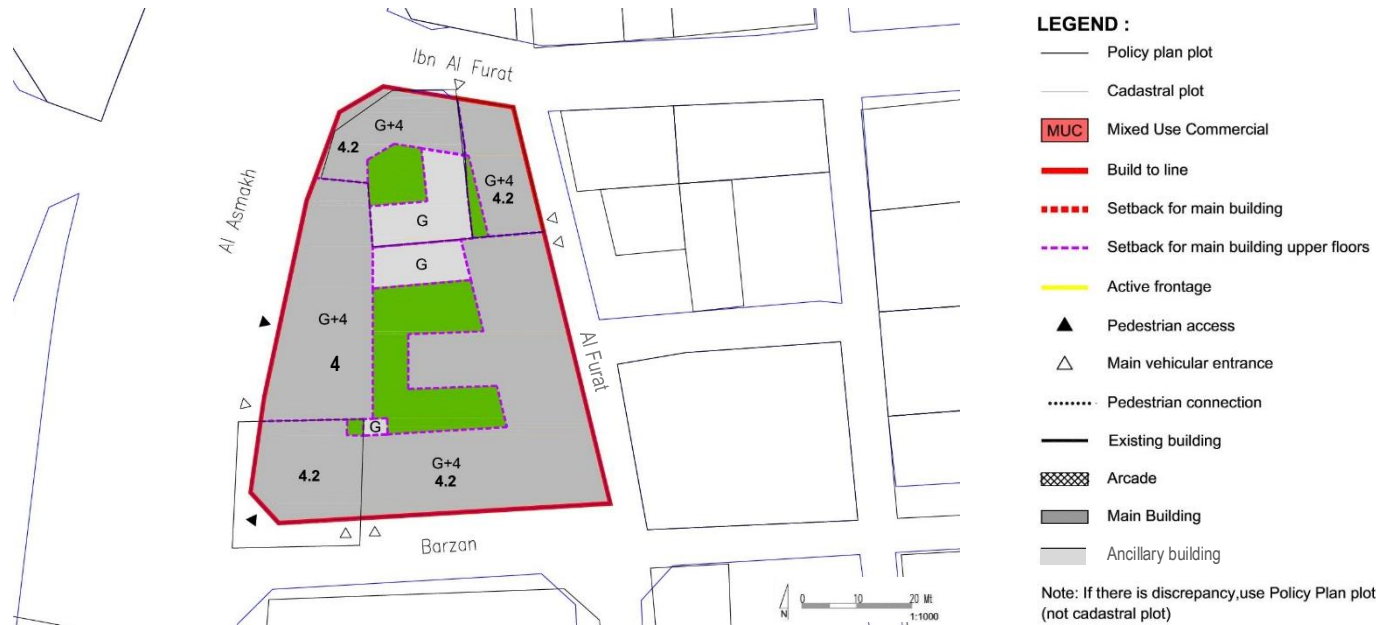 Ibn Al Furat
G+4
4.2
G+4
4.2
G
G
Al Asmakh
G+4
4
Al Furat
G
4.2
G+4
4.2
Barzan
N
0 10 20 Mt
1:1000
LEGEND :
Policy plan plot
Cadastral plot
MUC Mixed Use Commercial
Build to line
Setback for main building
Setback for main building upper floors
Active frontage
Pedestrian access
Main vehicular entrance
Pedestrian connection
Existing building
Arcade
Main Building
Ancillary building
Note: If there is discrepancy,use Policy Plan plot
(not cadastral plot)